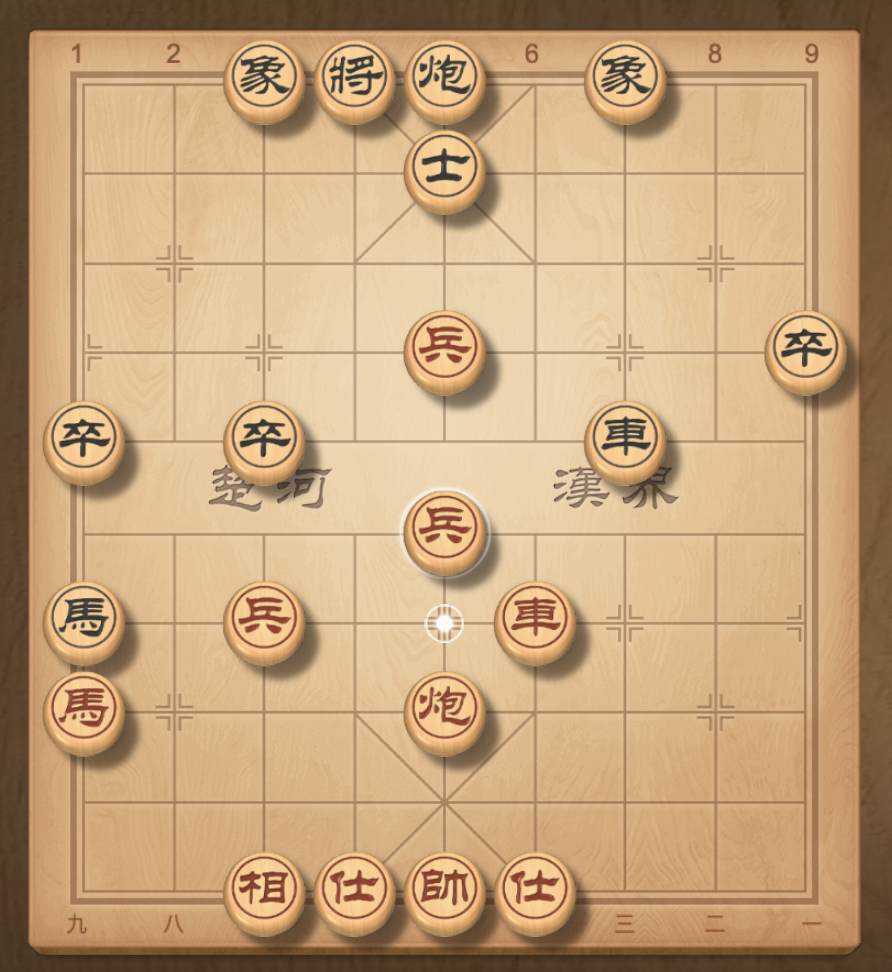 1 2 6 8 9
象 將 炮 象
士
兵 卒
卒 卒 車
楚河 漢界
兵
馬 兵 車
馬 炮
相 仕 帥 仕
九 八 三 二 一